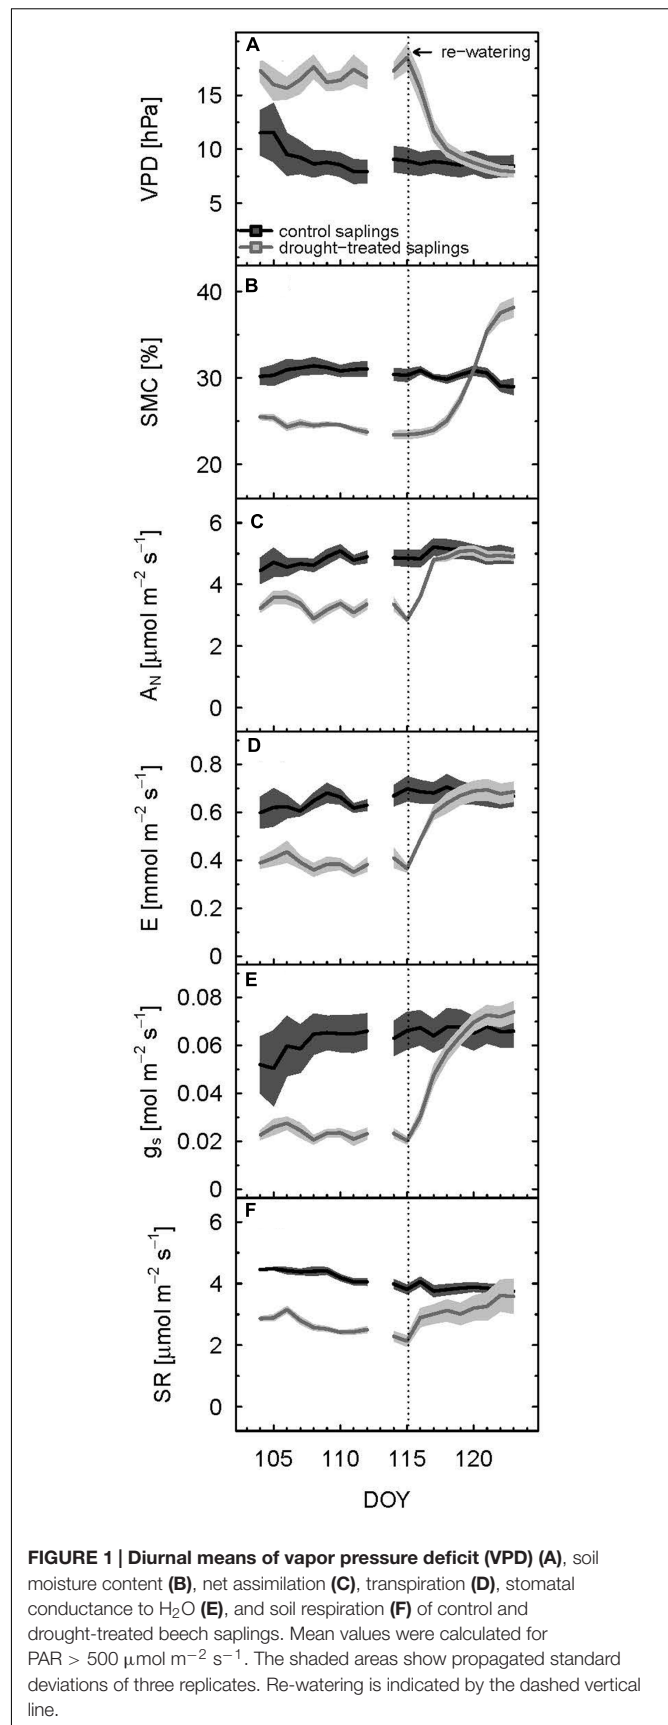 A
re-watering
VPD [hPa]
15
10
5
control saplings
drought-treated saplings
B
SMC [%]
40
30
20
C
A_N [μmol m⁻² s⁻¹]
6
4
2
0
D
E [mmol m⁻² s⁻¹]
0.8
0.6
0.4
0.2
0
E
gₛ [mol m⁻² s⁻¹]
0.08
0.06
0.04
0.02
0
F
SR [μmol m⁻² s⁻¹]
6
4
2
0
105 110 115 120
DOY
FIGURE 1 | Diurnal means of vapor pressure deficit (VPD) (A), soil
moisture content (B), net assimilation (C), transpiration (D), stomatal
conductance to H₂O (E), and soil respiration (F) of control and
drought-treated beech saplings. Mean values were calculated for
PAR > 500 μmol m⁻² s⁻¹. The shaded areas show propagated standard
deviations of three replicates. Re-watering is indicated by the dashed vertical
line.